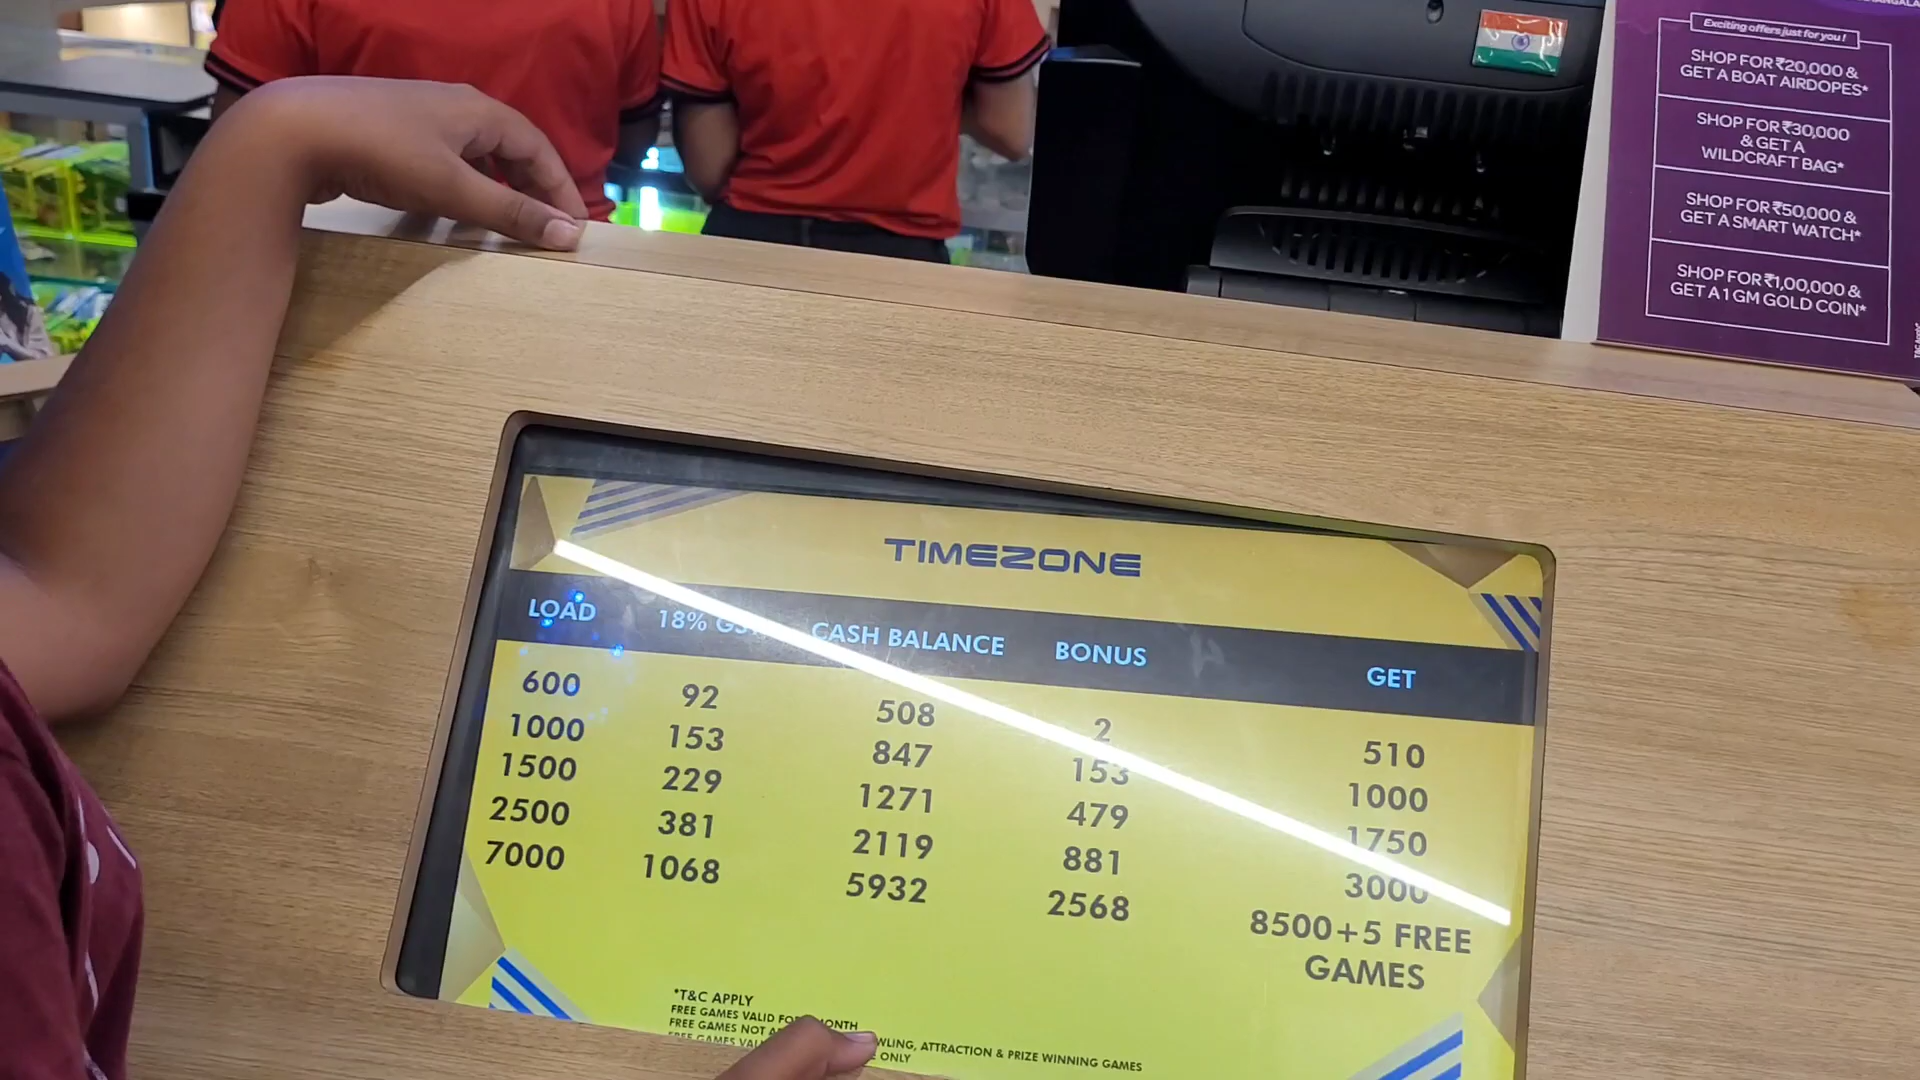 Exciting offers just for you!
SHOP FOR ₹20,000 &
GET A BOAT AIRDOPES*
SHOP FOR ₹30,000
& GET A
WILDCRAFT BAG*
SHOP FOR ₹50,000 &
GET A SMART WATCH*
SHOP FOR ₹1,00,000 &
GET A 1 GM GOLD COIN*
TIMEZONE
LOAD 18% CASH BALANCE BONUS GET
600 92 508 2 510
1000 153 847 153 1000
1500 229 1271 479 1750
2500 381 2119 881 3000
7000 1068 5932 2568 8500+5 FREE
GAMES
*T&C APPLY
FREE GAMES VALID
FREE GAMES NOT ATTRACTION & PRIZE WINNING GAMES
FREE GAMES ONLY